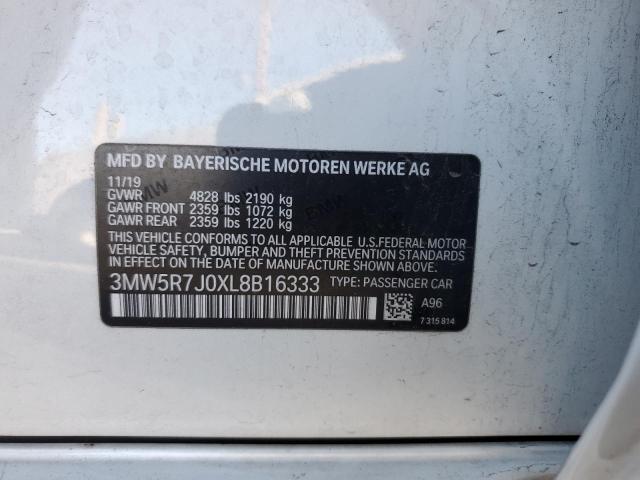 MFD BY BAYERISCHE MOTOREN WERKE AG
11/19
GVWR 4828 lbs 2190 kg
GAWR FRONT 2359 lbs 1072 kg
GAWR REAR 2359 lbs 1220 kg
THIS VEHICLE CONFORMS TO ALL APPLICABLE U.S.FEDERAL MOTOR
VEHICLE SAFETY, BUMPER AND THEFT PREVENTION STANDARDS
IN EFFECT ON THE DATE OF MANUFACTURE SHOWN ABOVE.
3MW5R7J0XL8B16333 TYPE: PASSENGER CAR
A96
7 315 814